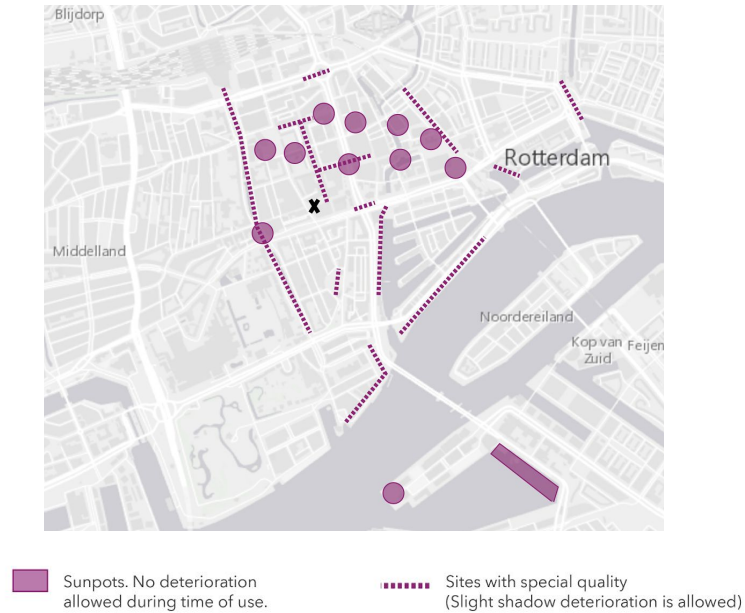 Blijdorp
Rotterdam
Middelland
Noordereiland
Kop van Feijen
Zuid
x
Sunpots. No deterioration
allowed during time of use.
Sites with special quality
(Slight shadow deterioration is allowed)